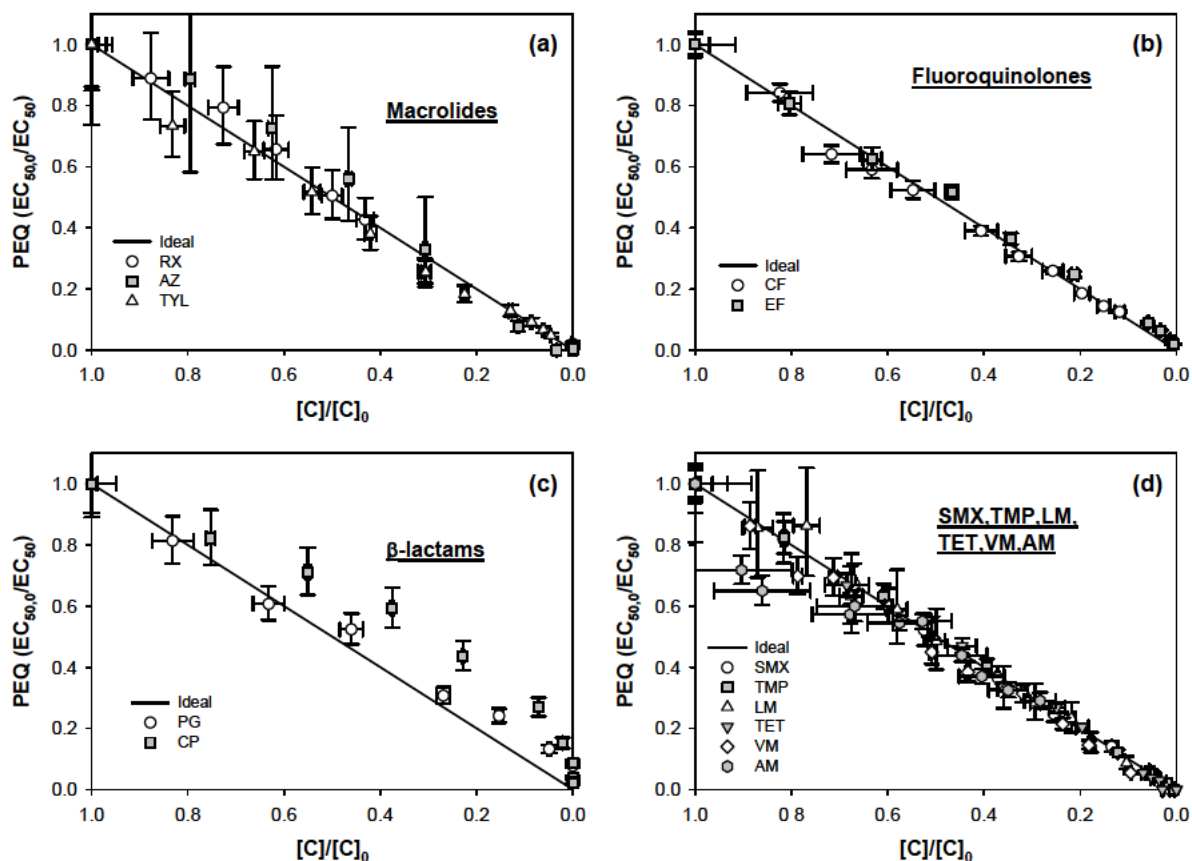 (a)
Macrolides
PEQ (EC50,0/EC50)
1.0
0.8
0.6
0.4
0.2
0.0
Ideal
RX
AZ
TYL
1.0 0.8 0.6 0.4 0.2 0.0
[C]/[C]0
(b)
Fluoroquinolones
PEQ (EC50,0/EC50)
1.0
0.8
0.6
0.4
0.2
0.0
Ideal
CF
EF
1.0 0.8 0.6 0.4 0.2 0.0
[C]/[C]0
(c)
β-lactams
PEQ (EC50,0/EC50)
1.0
0.8
0.6
0.4
0.2
0.0
Ideal
PG
CP
1.0 0.8 0.6 0.4 0.2 0.0
[C]/[C]0
(d)
SMX,TMP,LM,
TET,VM,AM
PEQ (EC50,0/EC50)
1.0
0.8
0.6
0.4
0.2
0.0
Ideal
SMX
TMP
LM
TET
VM
AM
1.0 0.8 0.6 0.4 0.2 0.0
[C]/[C]0